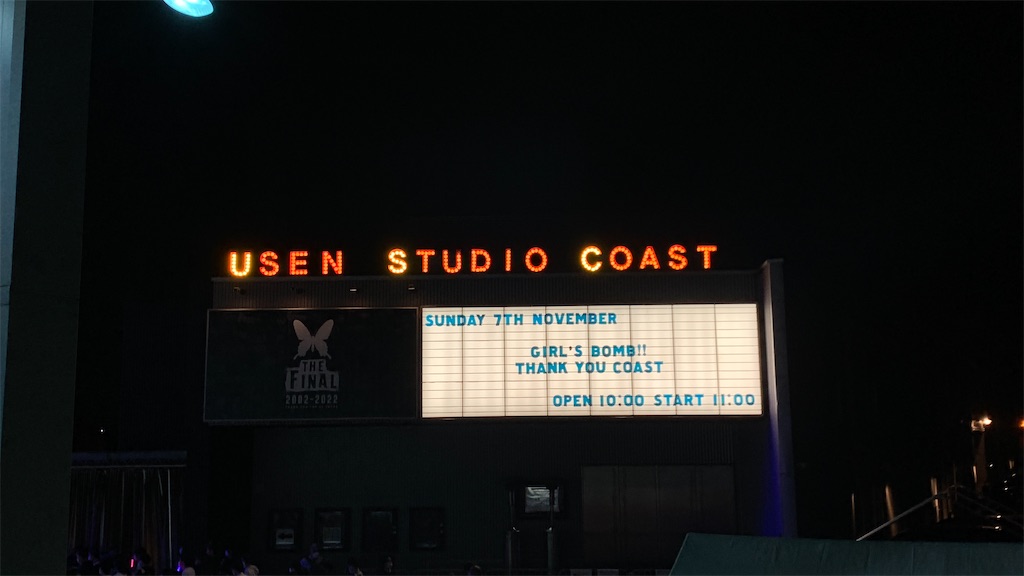 USEN STUDIO COAST
THE
FINAL
2002-2022
SUNDAY 7TH NOVEMBER
GIRL'S BOMB!!
THANK YOU COAST
OPEN 10:00 START 11:00